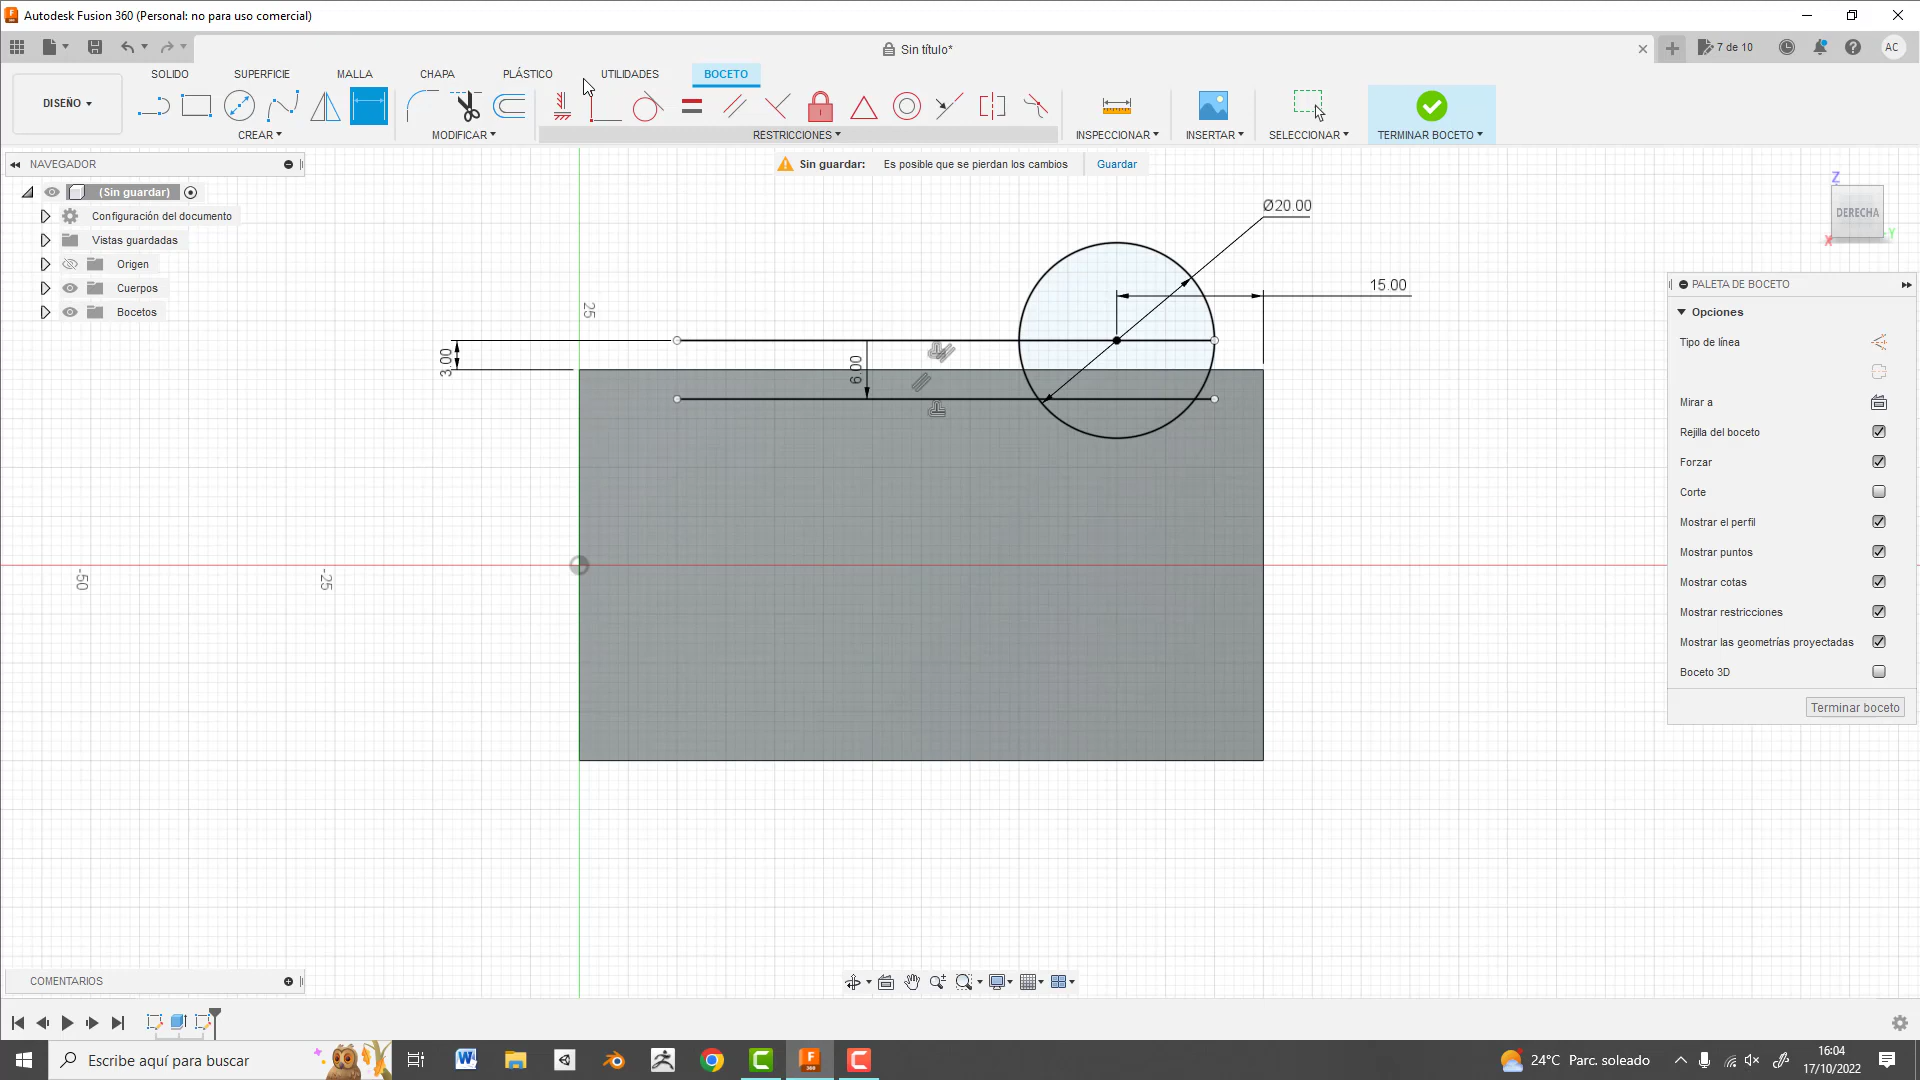 Autodesk Fusion 360 (Personal: no para uso comercial)
Sin título*
7 de 10
AC
DISEÑO
SOLIDO
SUPERFICIE
MALLA
CHAPA
PLÁSTICO
UTILIDADES
BOCETO
CREAR
MODIFICAR
RESTRICCIONES
INSPECCIONAR
INSERTAR
SELECCIONAR
TERMINAR BOCETO
NAVEGADOR
Sin guardar: Es posible que se pierdan los cambios Guardar
(Sin guardar)
Configuración del documento
Vistas guardadas
Origen
Cuerpos
Bocetos
Z
DERECHA
X
Y
Ø20.00
15.00
25
3.00
6.00
-50
-25
PALETA DE BOCETO
Opciones
Tipo de línea
Mirar a
Rejilla del boceto
Forzar
Corte
Mostrar el perfil
Mostrar puntos
Mostrar cotas
Mostrar restricciones
Mostrar las geometrías proyectadas
Boceto 3D
Terminar boceto
COMENTARIOS
Escribe aquí para buscar
24°C Parc. soleado
16:04
17/10/2022